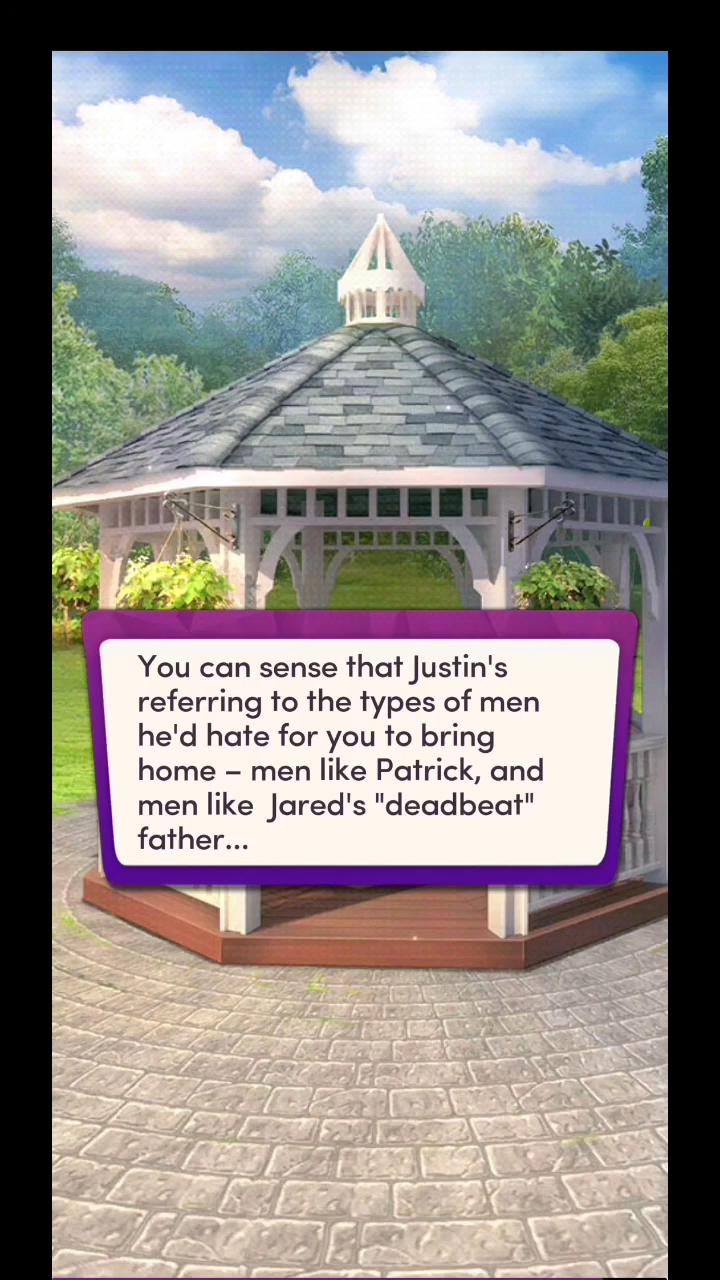 You can sense that Justin's
referring to the types of men
he'd hate for you to bring
home – men like Patrick, and
men like  Jared's "deadbeat"
father...